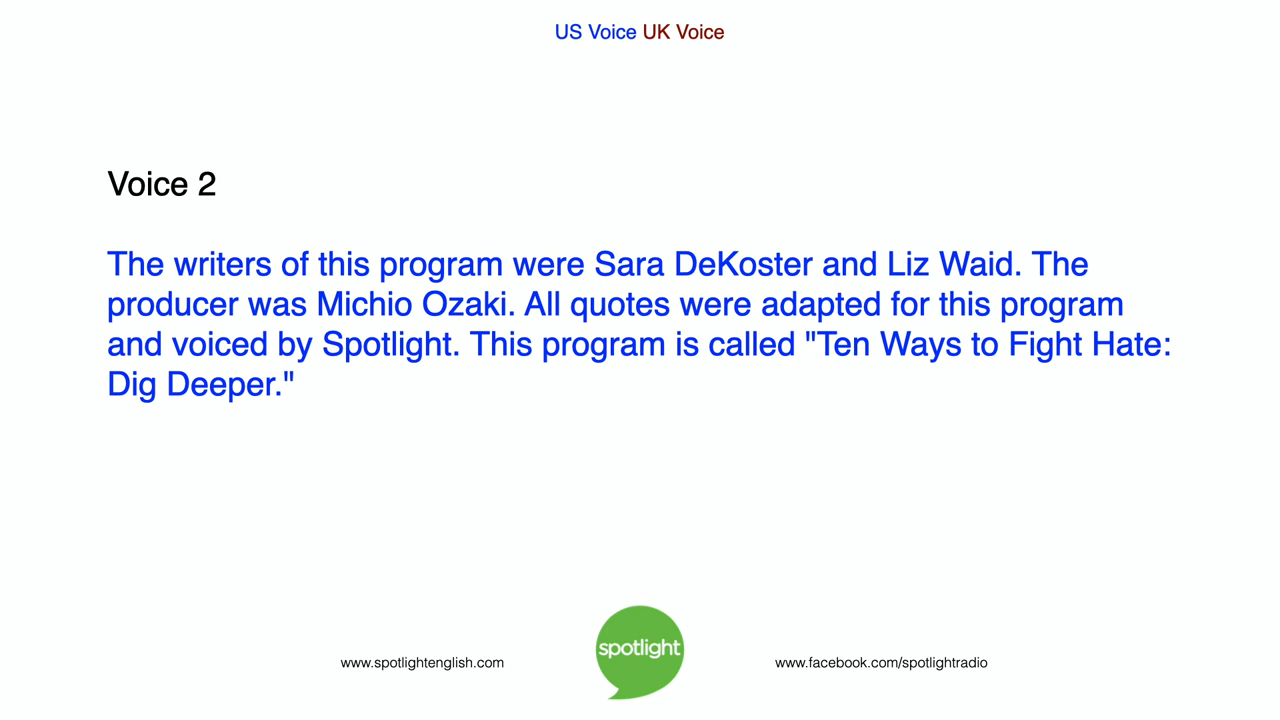 US Voice UK Voice
Voice 2
The writers of this program were Sara DeKoster and Liz Waid. The
producer was Michio Ozaki. All quotes were adapted for this program
and voiced by Spotlight. This program is called "Ten Ways to Fight Hate:
Dig Deeper."
spotlight
www.spotlightenglish.com
www.facebook.com/spotlightradio